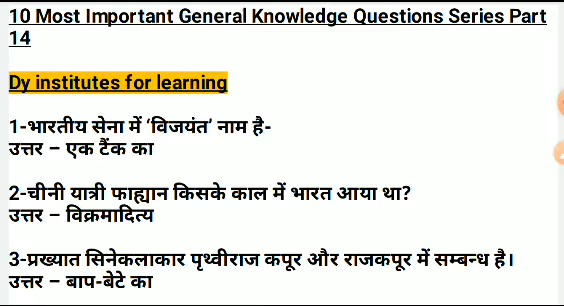 10 Most Important General Knowledge Questions Series Part
14
Dy institutes for learning
1-भारतीय सेना में ‘विजयंत’ नाम है-
उत्तर – एक टैंक का
2-चीनी यात्री फाह्यान किसके काल में भारत आया था?
उत्तर – विक्रमादित्य
3-प्रख्यात सिनेकलाकार पृथ्वीराज कपूर और राजकपूर में सम्बन्ध है।
उत्तर – बाप-बेटे का